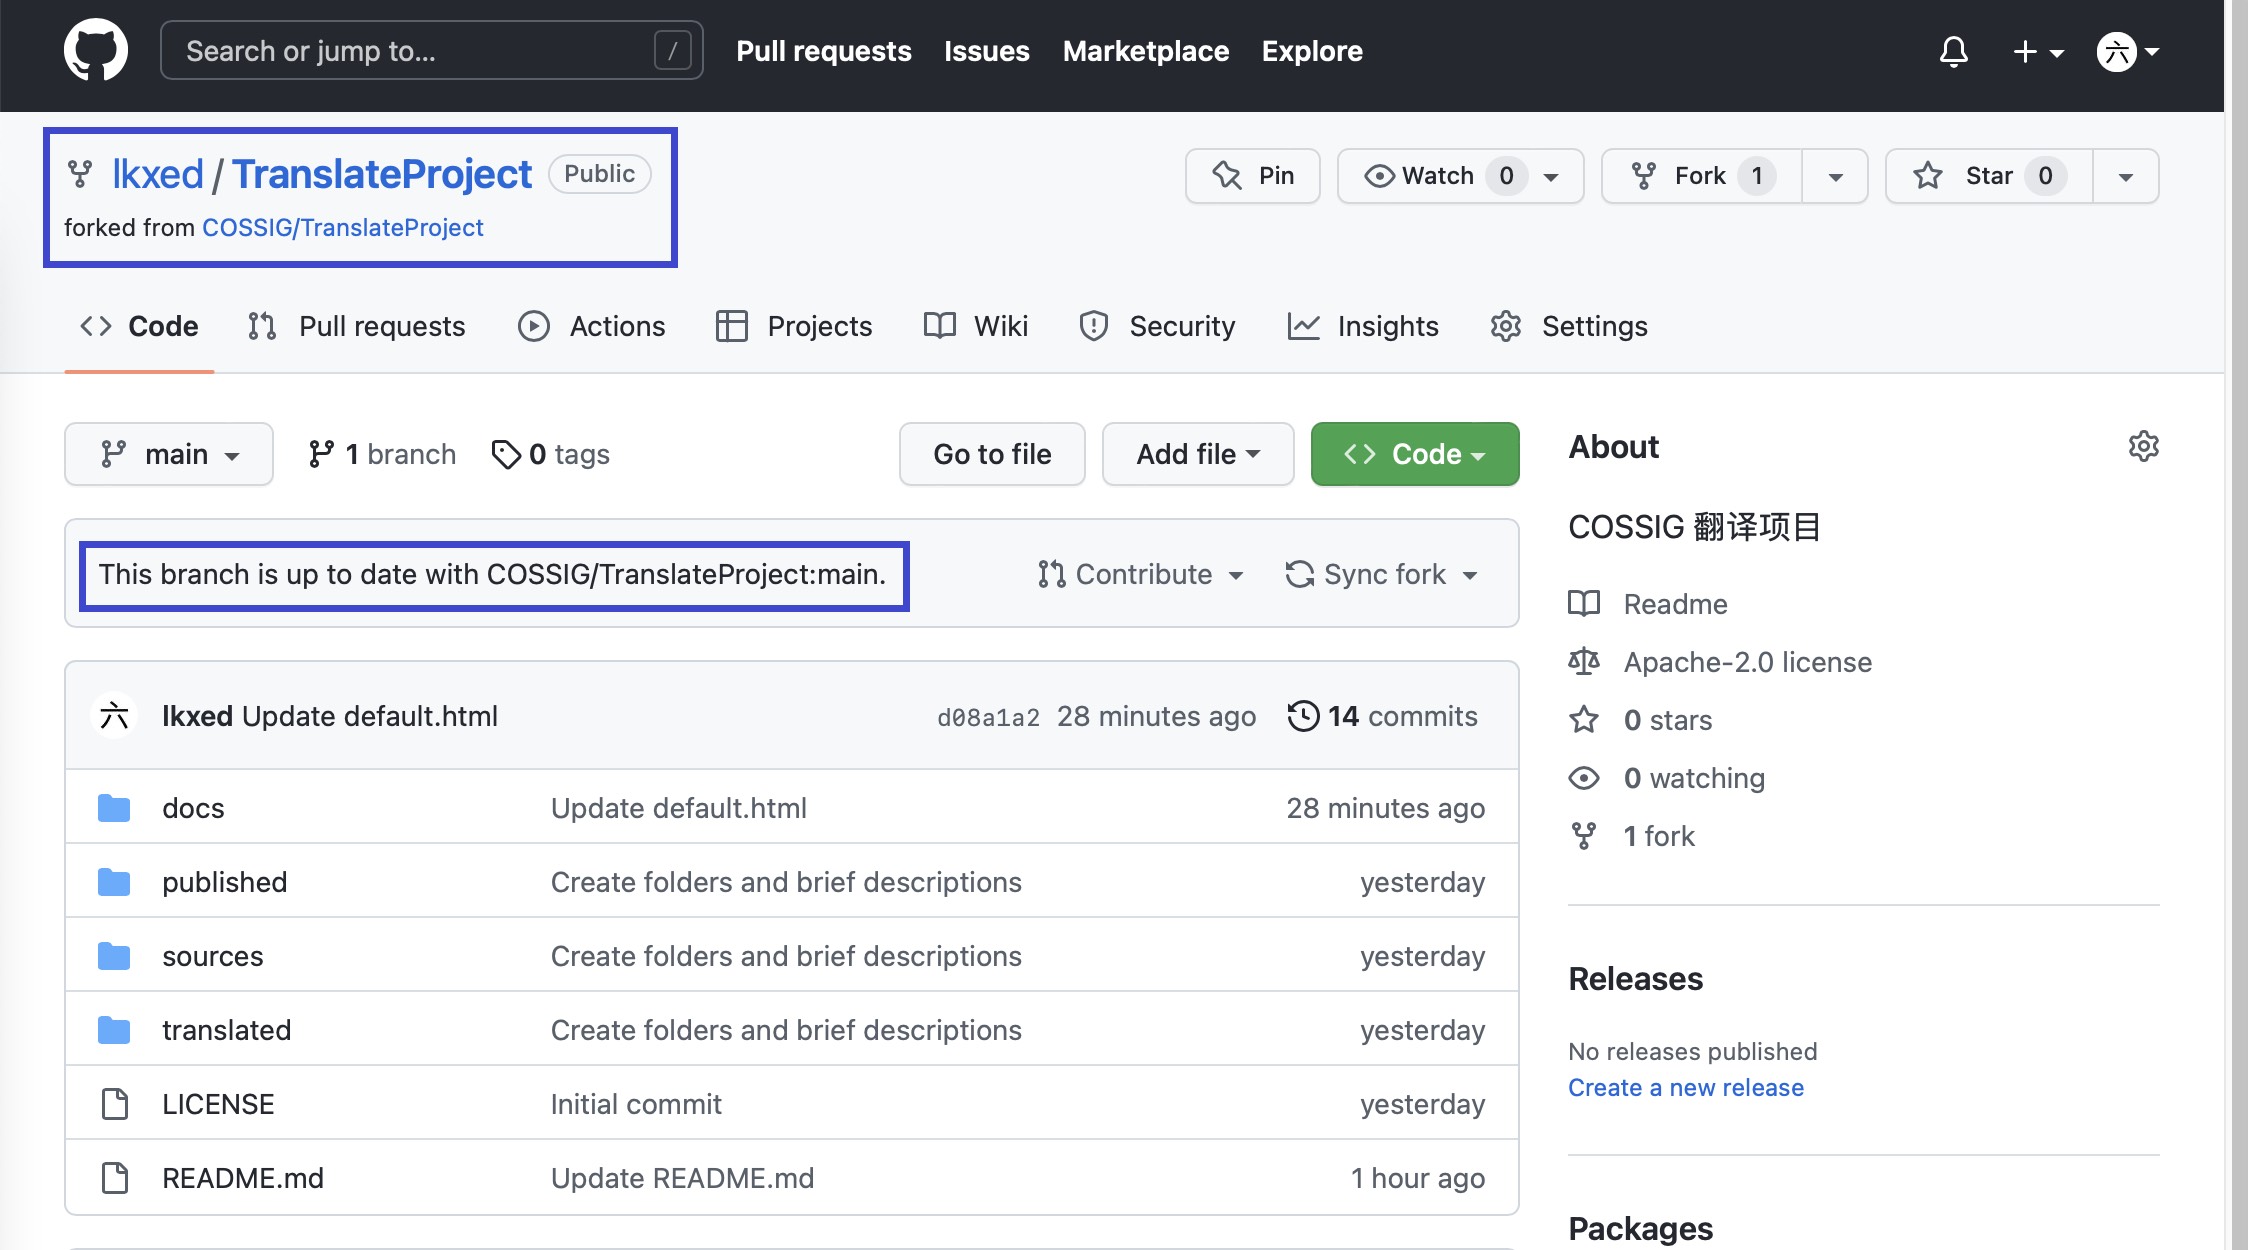 Search or jump to... / Pull requests Issues Marketplace Explore 六
lkxed / TranslateProject Public
forked from COSSIG/TranslateProject
Pin Watch 0 Fork 1 Star 0
Code Pull requests Actions Projects Wiki Security Insights Settings
main 1 branch 0 tags Go to file Add file Code
This branch is up to date with COSSIG/TranslateProject:main. Contribute Sync fork
六 lkxed Update default.html d08a1a2 28 minutes ago 14 commits
docs Update default.html 28 minutes ago
published Create folders and brief descriptions yesterday
sources Create folders and brief descriptions yesterday
translated Create folders and brief descriptions yesterday
LICENSE Initial commit yesterday
README.md Update README.md 1 hour ago
About
COSSIG 翻译项目
Readme
Apache-2.0 license
0 stars
0 watching
1 fork
Releases
No releases published
Create a new release
Packages